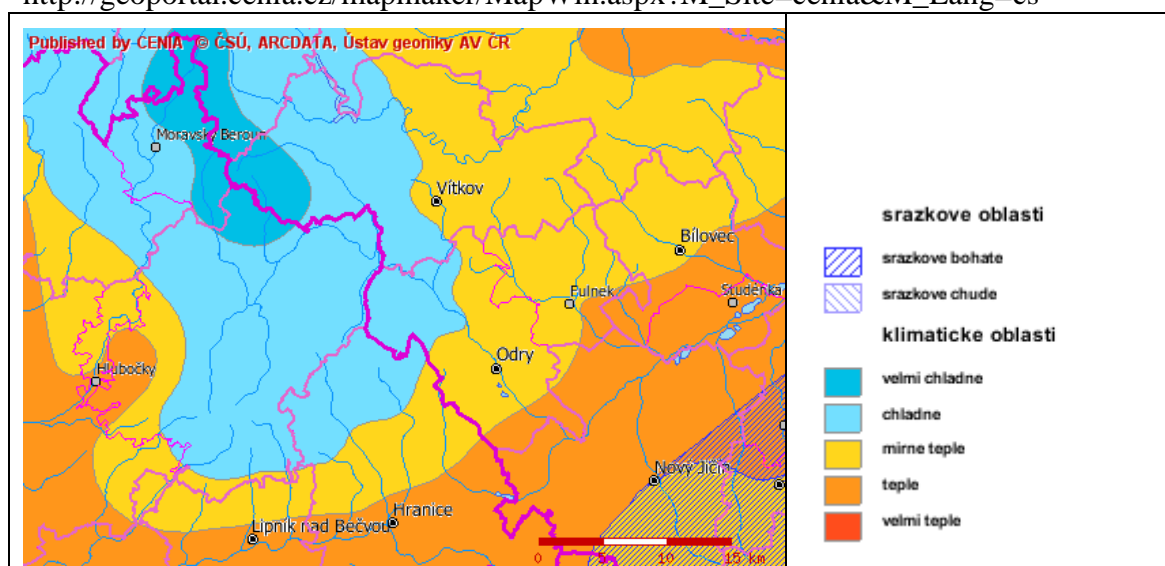 http://geoportal.cenia.cz/mapmaker/MapWin.aspx?M_Site=cenia&M_Lang=cs
Published by CENIA © ČSÚ, ARCDATA, Ústav geoniky AV ČR
Moravský Beroun
Vítkov
Bílovec
Fulnek
Studénka
Odry
Hlubočky
Nový Jičín
Hranice
Lipník nad Bečvou
0 5 10 15 km
srazkove oblasti
srazkove bohate
srazkove chude
klimaticke oblasti
velmi chladne
chladne
mirne teple
teple
velmi teple